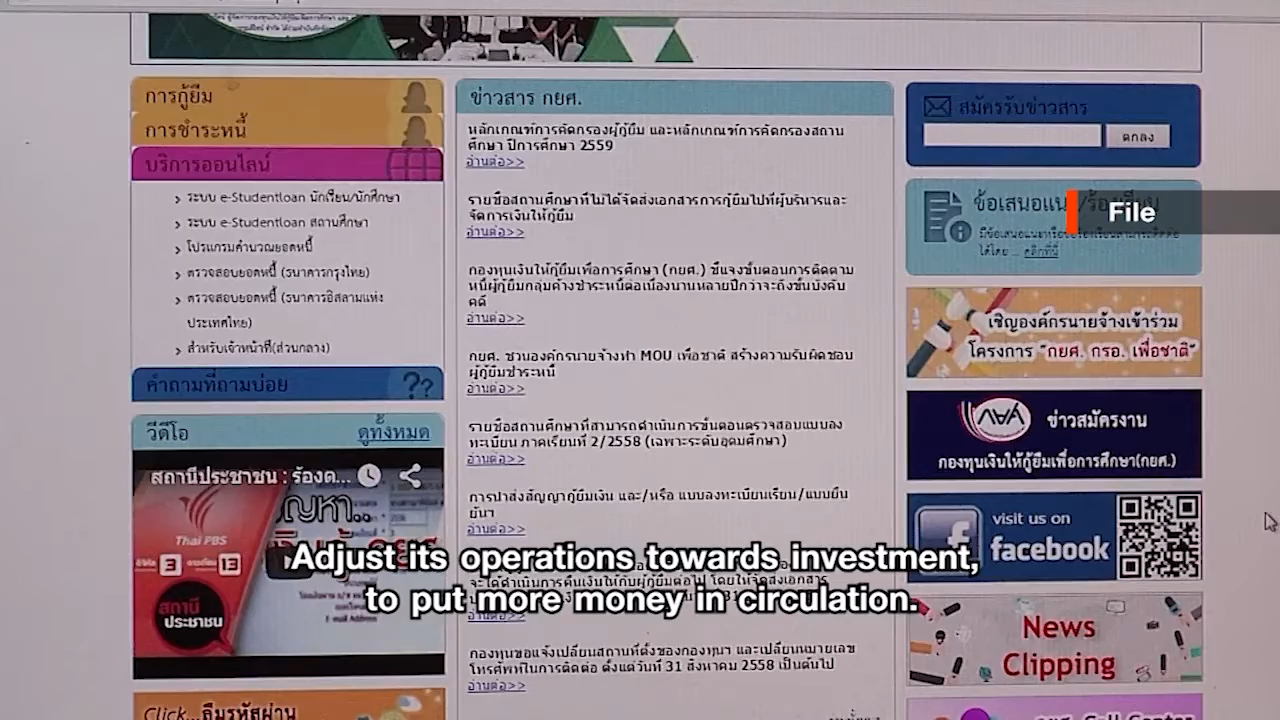 การกู้ยืม
การชำระหนี้
บริการออนไลน์
ระบบ e-Studentloan นักเรียน/นักศึกษา
ระบบ e-Studentloan สถานศึกษา
โปรแกรมคำนวณยอดหนี้
ตรวจสอบยอดหนี้ (ธนาคารกรุงไทย)
ตรวจสอบยอดหนี้ (ธนาคารอิสลามแห่ง
ประเทศไทย)
สำหรับเจ้าหน้าที่(ส่วนกลาง)
คำถามที่ถามบ่อย
??
วีดีโอ
ดูทั้งหมด
สถานีประชาชน : ร้องต...
Thai PBS
3
13
สถานี
ประชาชน
E-mail Address
Click...ลืมรหัสผ่าน
ข่าวสาร กยศ.
หลักเกณฑ์การคัดกรองผู้กู้ยืม และหลักเกณฑ์การคัดกรองสถาน
ศึกษา ปีการศึกษา 2559
อ่านต่อ>>
รายชื่อสถานศึกษาที่ไม่ได้จัดส่งเอกสารการกู้ยืมไปที่ผู้บริหารและ
จัดการเงินให้กู้ยืม
อ่านต่อ>>
กองทุนเงินให้กู้ยืมเพื่อการศึกษา (กยศ.) ชี้แจงขั้นตอนการติดตาม
หนี้ผู้กู้ยืมกลุ่มค้างชำระหนี้ต่อเนื่องนานหลายปีกว่าจะถึงขั้นบังคับ
คดี
อ่านต่อ>>
กยศ. ชวนองค์กรนายจ้างทำ MOU เพื่อชาติ สร้างความรับผิดชอบ
ผู้กู้ยืมชำระหนี้
อ่านต่อ>>
รายชื่อสถานศึกษาที่สามารถดำเนินการขั้นตอนตรวจสอบแบบลง
ทะเบียน ภาคเรียนที่ 2/2558 (เฉพาะระดับอุดมศึกษา)
อ่านต่อ>>
การนำส่งสัญญากู้ยืมเงิน และ/หรือ แบบลงทะเบียนเรียน/แบบยืน
ยันฯ
อ่านต่อ>>
Adjust its operations towards investment,
to put more money in circulation.
กองทุนขอแจ้งเปลี่ยนสถานที่ตั้งของกองทุนฯ และเปลี่ยนหมายเลข
โทรศัพท์ในการติดต่อ ตั้งแต่วันที่ 31 สิงหาคม 2558 เป็นต้นไป
อ่านต่อ>>
สมัครรับข่าวสาร
ตกลง
File
ได้โดย ... คลิกที่นี่
เชิญองค์กรนายจ้างเข้าร่วม
โครงการ "กยศ. กรอ. เพื่อชาติ"
ข่าวสมัครงาน
กองทุนเงินให้กู้ยืมเพื่อการศึกษา(กยศ.)
visit us on
facebook
News
Clipping